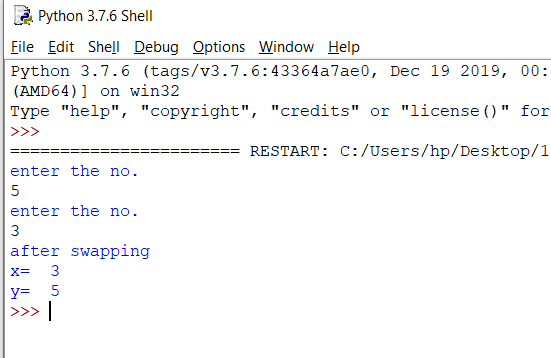 Python 3.7.6 Shell
File Edit Shell Debug Options Window Help
Python 3.7.6 (tags/v3.7.6:43364a7ae0, Dec 19 2019, 00:
(AMD64)] on win32
Type "help", "copyright", "credits" or "license()" for
>>>
======================= RESTART: C:/Users/hp/Desktop/1
enter the no.
5
enter the no.
3
after swapping
x=  3
y=  5
>>>